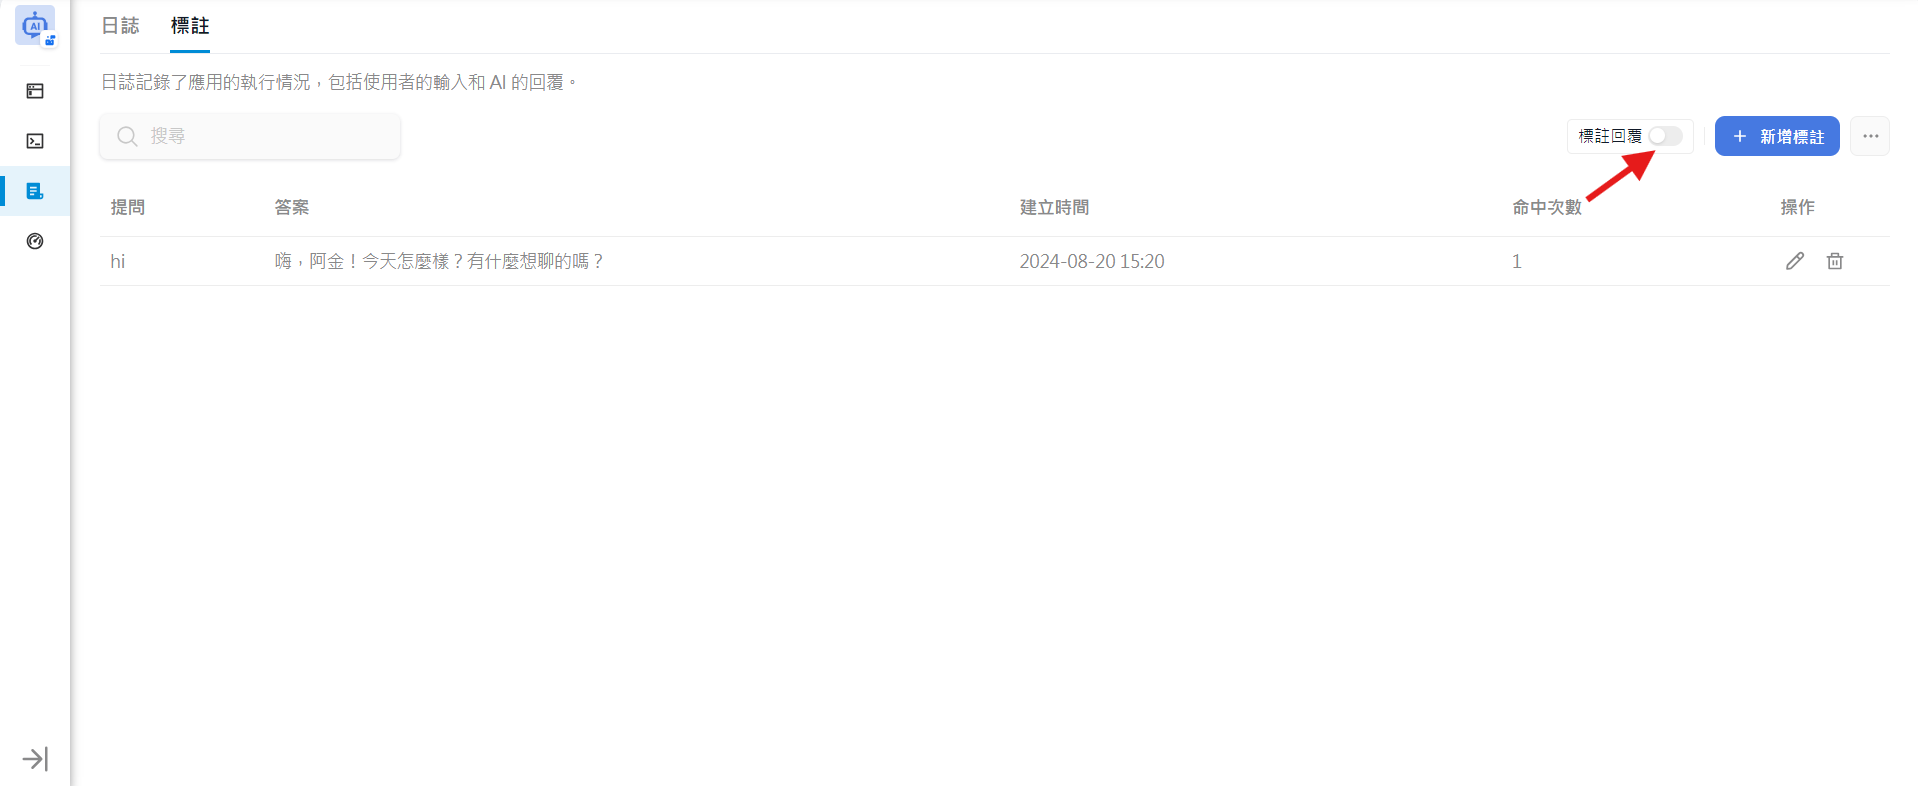 AI
日誌 標註
日誌記錄了應用的執行情況，包括使用者的輸入和 AI 的回覆。
搜尋
標註回覆
+ 新增標註
提問 答案 建立時間 命中次數 操作
hi 嗨，阿金！今天怎麼樣？有什麼想聊的嗎？ 2024-08-20 15:20 1